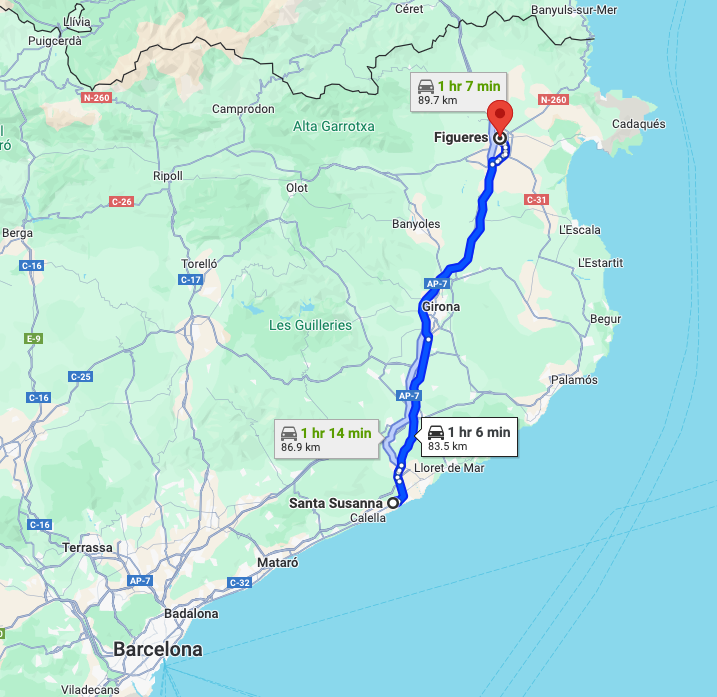 Céret
Banyuls-sur-Mer
Llívia
Puigcerdà
1 hr 7 min
89.7 km
N-260
N-260
Camprodon
Cadaqués
Alta Garrotxa
Figueres
Ripoll
Olot
C-26
C-31
Banyoles
Berga
L'Escala
C-16
Torelló
L'Estartit
C-17
AP-7
Girona
Les Guilleries
Begur
E-9
C-25
Palamós
C-16
AP-7
1 hr 14 min
86.9 km
1 hr 6 min
83.5 km
Lloret de Mar
Santa Susanna
Calella
C-16
Terrassa
Mataró
AP-7
C-32
Badalona
Barcelona
Viladecans